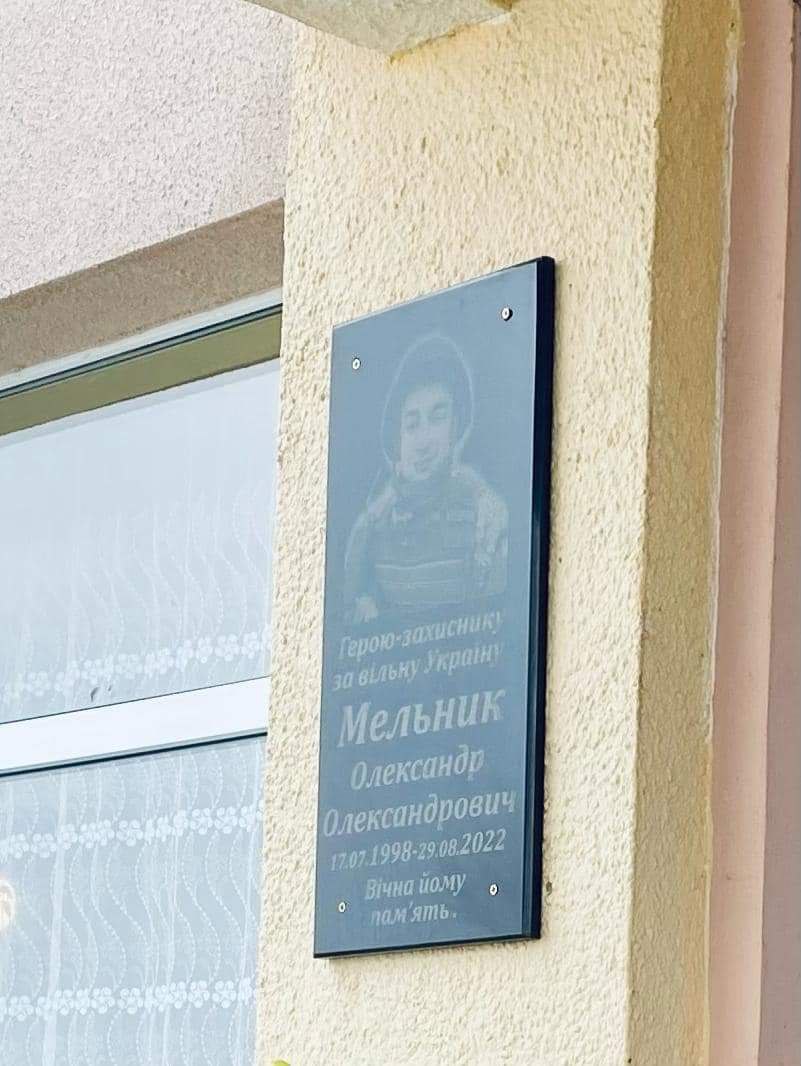 Герою-захиснику
за вільну Україну
Мельник
Олександр
Олександрович
17.07.1998-29.08.2022
Вічна йому
пам'ять.